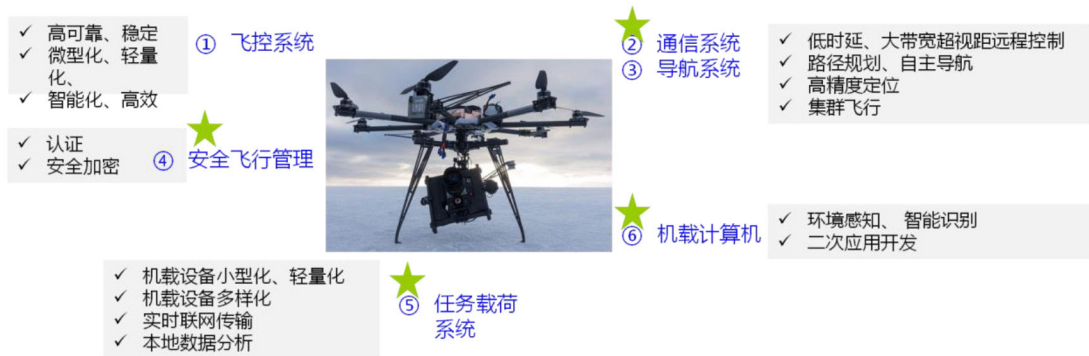 ✓ 高可靠、稳定
✓ 微型化、轻量
化、
✓ 智能化、高效
① 飞控系统
② 通信系统
③ 导航系统
✓ 低时延、大带宽超视距远程控制
✓ 路径规划、自主导航
✓ 高精度定位
✓ 集群飞行
✓ 认证
✓ 安全加密
④ 安全飞行管理
⑥ 机载计算机
✓ 环境感知、 智能识别
✓ 二次应用开发
✓ 机载设备小型化、轻量化
✓ 机载设备多样化
✓ 实时联网传输
✓ 本地数据分析
⑤ 任务载荷
系统